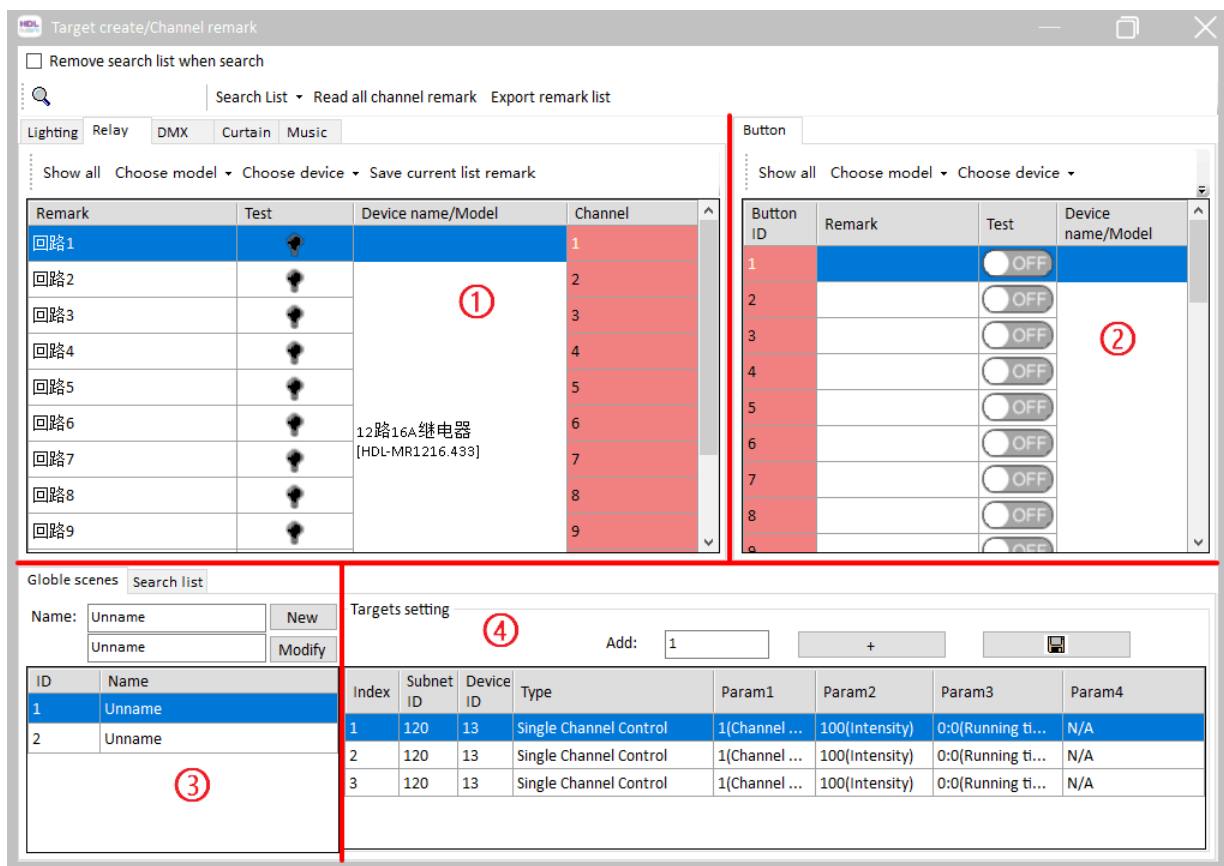 HDL Target create/Channel remark
Remove search list when search
Search List Read all channel remark Export remark list
Lighting Relay DMX Curtain Music
Show all Choose model Choose device Save current list remark
Remark Test Device name/Model Channel
回路1 1
回路2 2
回路3 3
回路4 4
回路5 5
回路6 6
回路7 7
回路8 8
回路9 9
12路16A继电器
[HDL-MR1216.433]
①
Button
Show all Choose model Choose device
Button ID Remark Test Device name/Model
1 OFF
2 OFF
3 OFF
4 OFF
5 OFF
6 OFF
7 OFF
8 OFF
9 OFF
②
Globle scenes Search list
Name: Unname New
Unname Modify
ID Name
1 Unname
2 Unname
③
Targets setting
④
Add: 1 +
Index Subnet ID Device ID Type Param1 Param2 Param3 Param4
1 120 13 Single Channel Control 1(Channel ... 100(Intensity) 0:0(Running ti... N/A
2 120 13 Single Channel Control 1(Channel ... 100(Intensity) 0:0(Running ti... N/A
3 120 13 Single Channel Control 1(Channel ... 100(Intensity) 0:0(Running ti... N/A